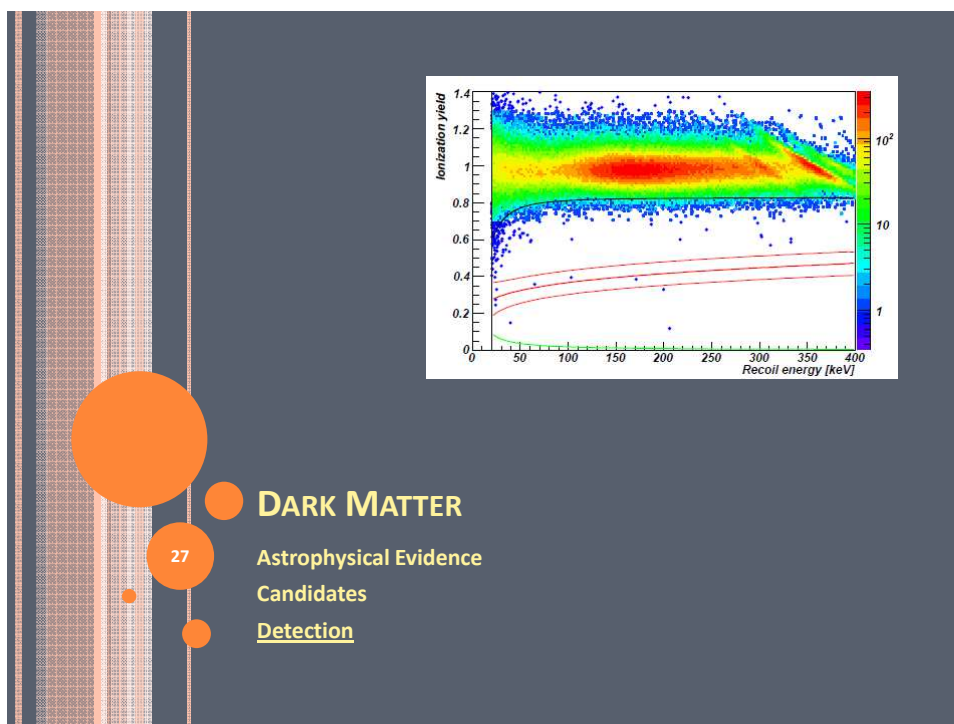 1.4
1.2
1
0.8
0.6
0.4
0.2
0
Ionization yield
0 50 100 150 200 250 300 350 400
Recoil energy [keV]
10²
10
1
DARK MATTER
27
Astrophysical Evidence
Candidates
Detection